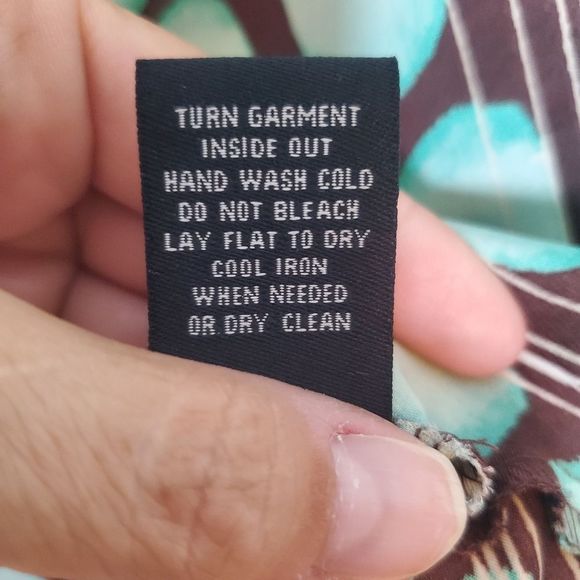 TURN GARMENT
INSIDE OUT
HAND WASH COLD
DO NOT BLEACH
LAY FLAT TO DRY
COOL IRON
WHEN NEEDED
OR DRY CLEAN